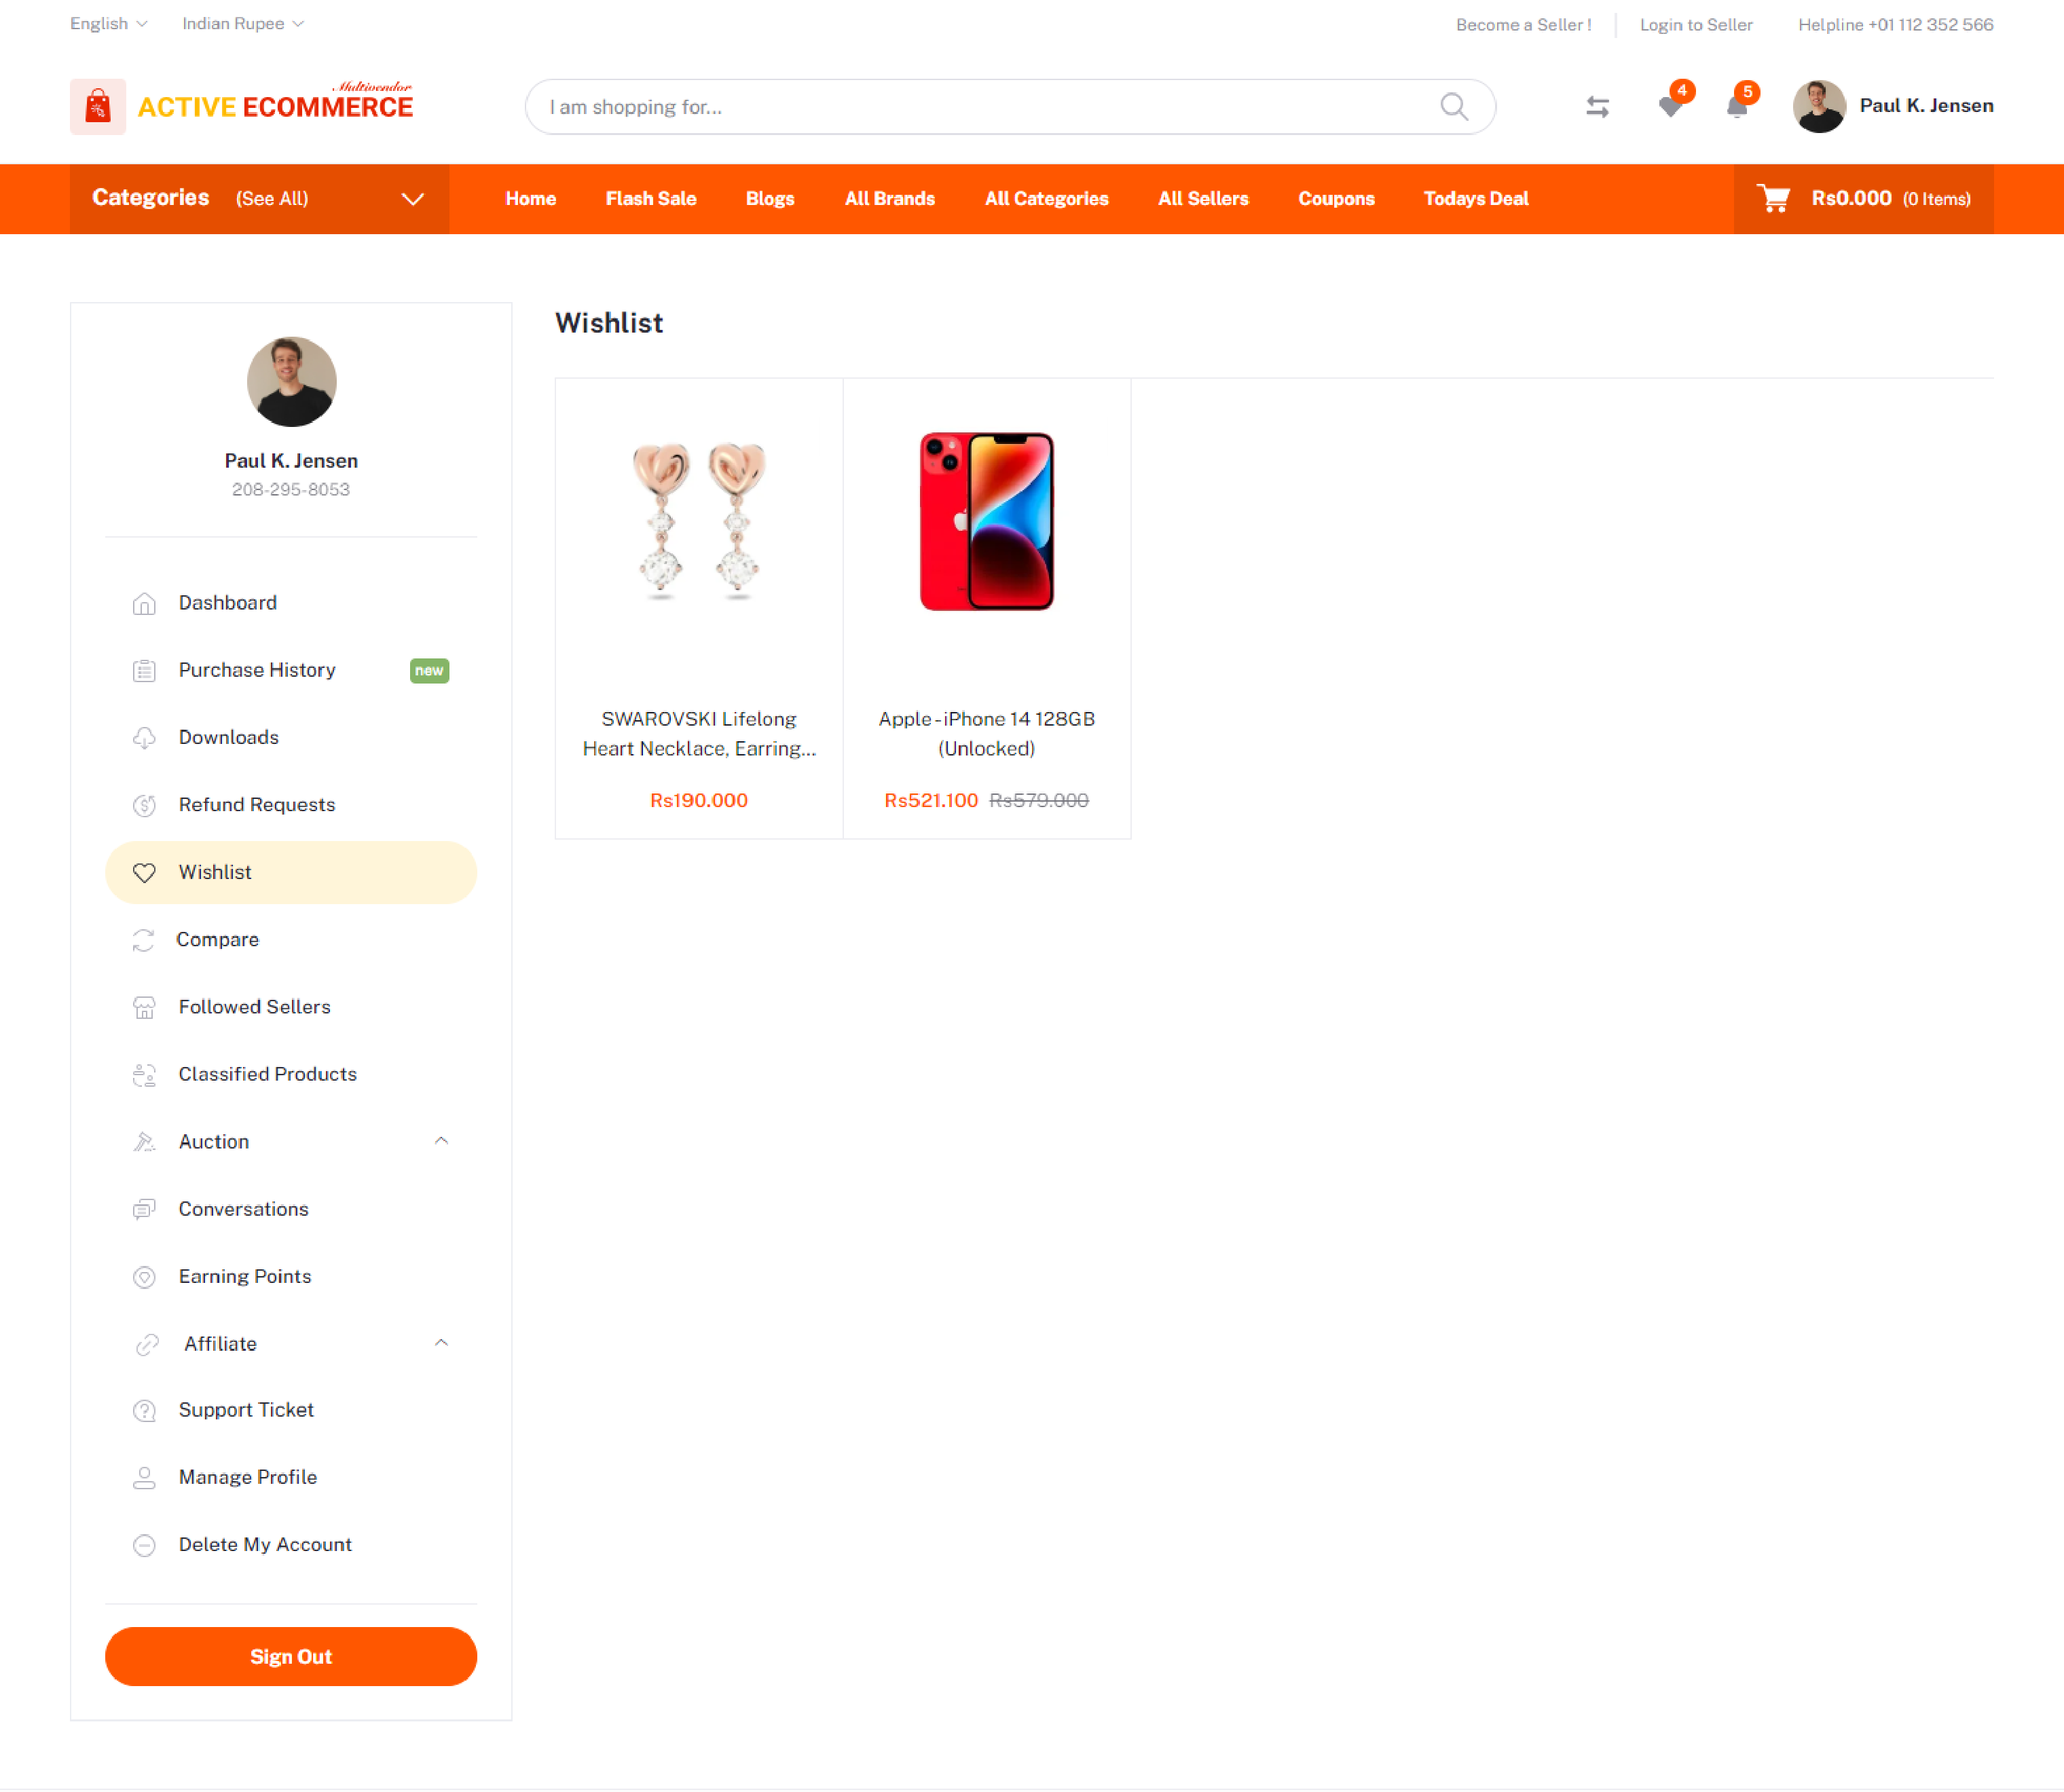 English
Indian Rupee
Become a Seller !
Login to Seller
Helpline +01 112 352 566
Multivendor
ACTIVE ECOMMERCE
I am shopping for...
4
5
Paul K. Jensen
Categories (See All)
Home
Flash Sale
Blogs
All Brands
All Categories
All Sellers
Coupons
Todays Deal
Rs0.000 (0 Items)
Paul K. Jensen
208-295-8053
Dashboard
Purchase History
new
Downloads
Refund Requests
Wishlist
Compare
Followed Sellers
Classified Products
Auction
Conversations
Earning Points
Affiliate
Support Ticket
Manage Profile
Delete My Account
Sign Out
Wishlist
SWAROVSKI Lifelong
Heart Necklace, Earring...
Rs190.000
Apple - iPhone 14 128GB
(Unlocked)
Rs521.100 Rs579.000